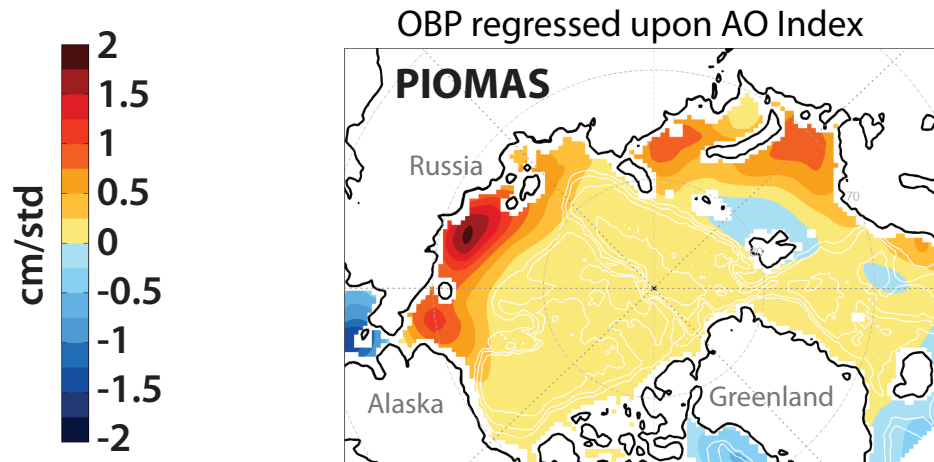 OBP regressed upon AO Index
PIOMAS
Russia
Alaska
Greenland
70
cm/std
2
1.5
1
0.5
0
-0.5
-1
-1.5
-2